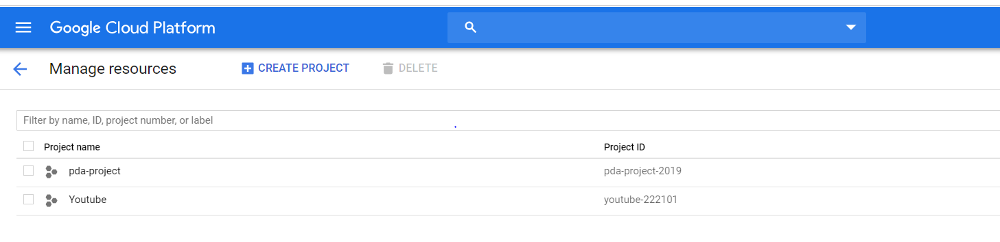 Google Cloud Platform
Manage resources CREATE PROJECT DELETE
Filter by name, ID, project number, or label
Project name Project ID
pda-project pda-project-2019
Youtube youtube-222101